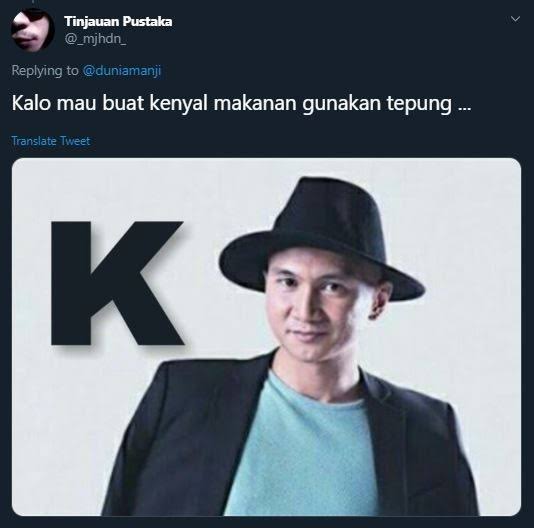 Tinjauan Pustaka
@_mjhdn_
Replying to @duniamanji
Kalo mau buat kenyal makanan gunakan tepung ...
Translate Tweet
K